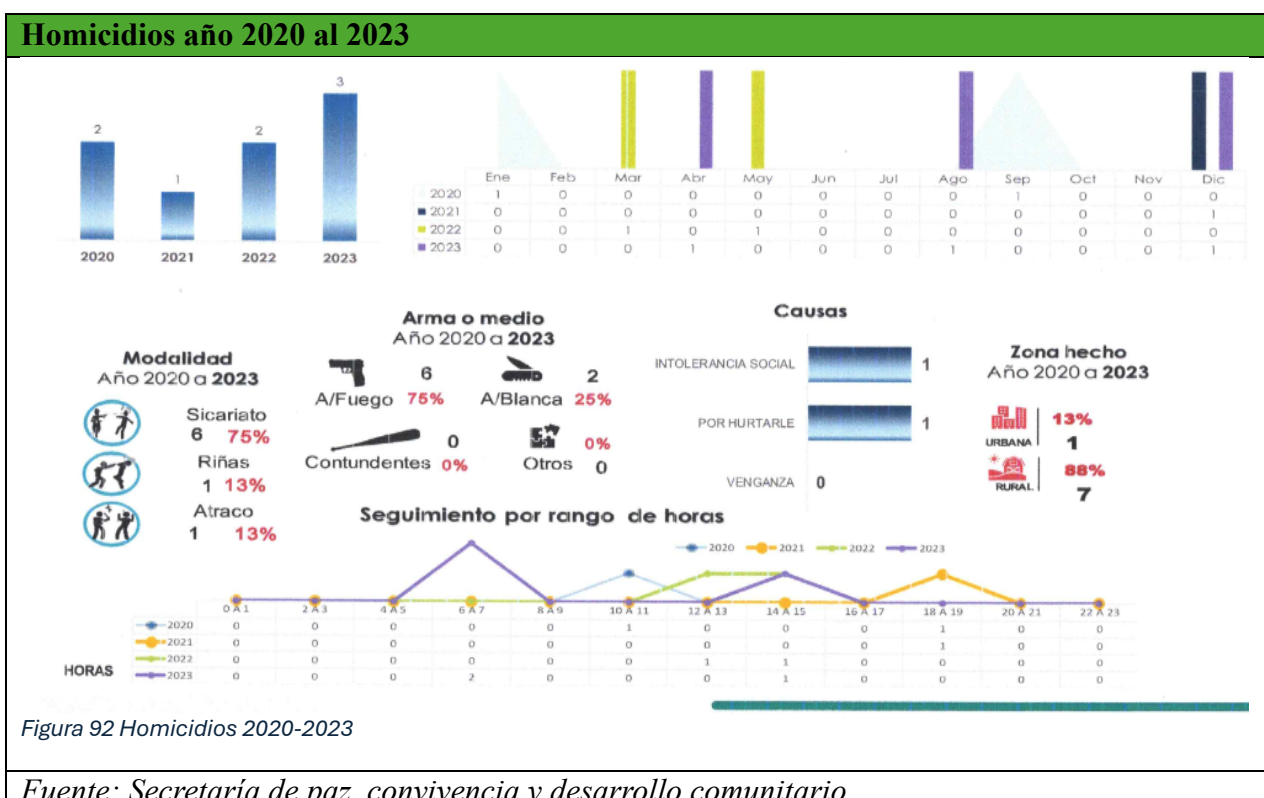 Homicidios año 2020 al 2023
3
2
2
1
2020 2021 2022 2023
Ene Feb Mar Abr May Jun Jul Ago Sep Oct Nov Dic
2020 1 0 0 0 0 0 0 0 1 0 0 0
2021 0 0 0 0 0 0 0 0 0 0 0 1
2022 0 0 1 0 1 0 0 0 0 0 0 0
2023 0 0 0 1 0 0 0 1 0 0 0 1
Modalidad
Año 2020 a 2023
Sicariato
6 75%
Riñas
1 13%
Atraco
1 13%
Arma o medio
Año 2020 a 2023
6 2
A/Fuego 75% A/Blanca 25%
0 0%
Contundentes 0% Otros 0
Causas
INTOLERANCIA SOCIAL 1
POR HURTARLE 1
VENGANZA 0
Zona hecho
Año 2020 a 2023
13%
URBANA 1
88%
RURAL 7
Seguimiento por rango de horas
2020 2021 2022 2023
0 A 1 2 A 3 4 A 5 6 A 7 8 A 9 10 A 11 12 A 13 14 A 15 16 A 17 18 A 19 20 A 21 22 A 23
2020 0 0 0 0 0 1 0 0 0 1 0 0
2021 0 0 0 0 0 0 0 0 0 1 0 0
2022 0 0 0 0 0 0 1 1 0 0 0 0
HORAS 2023 0 0 0 2 0 0 0 1 0 0 0 0
Figura 92 Homicidios 2020-2023
Fuente: Secretaría de paz, convivencia y desarrollo comunitario